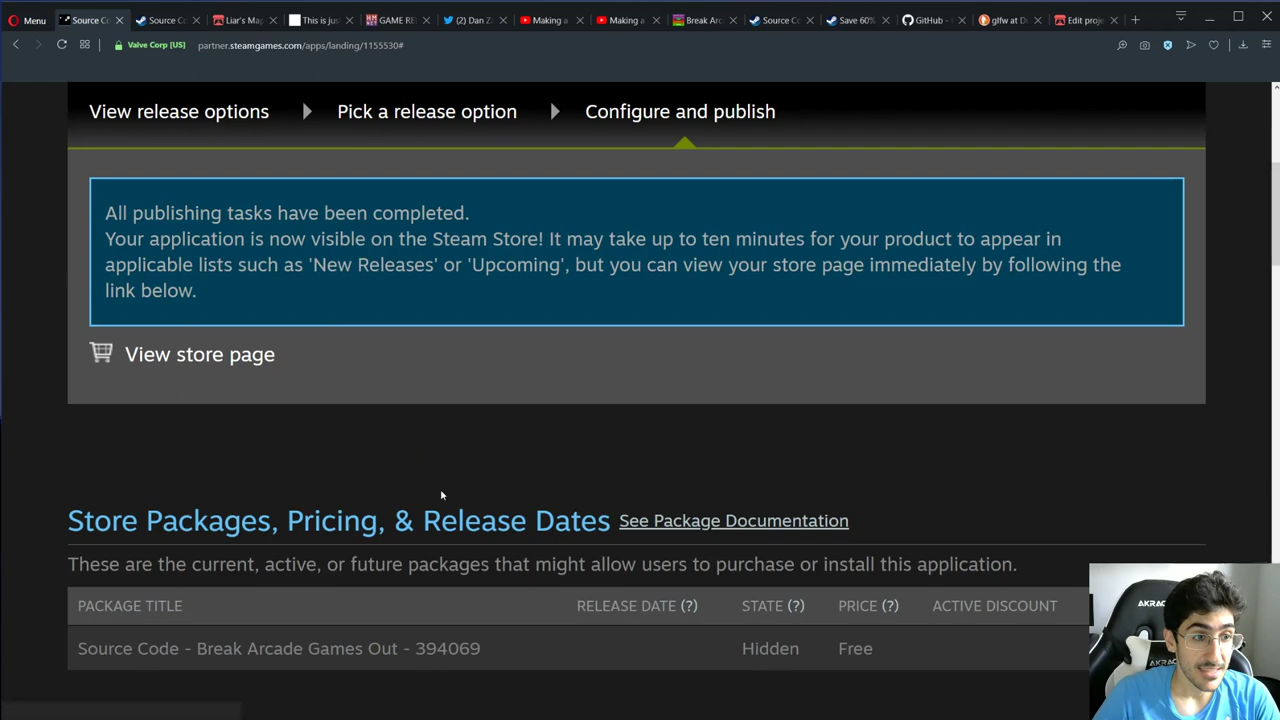 Menu
Source C
Source C
Liar's Ma
This is jus
GAME RE
(2) Dan Z
Making a
Making a
Break Arc
Source C
Save 60%
GitHub -
glfw at D
Edit proj
Valve Corp [US]
partner.steamgames.com/apps/landing/1155530#
View release options
Pick a release option
Configure and publish
All publishing tasks have been completed.
Your application is now visible on the Steam Store! It may take up to ten minutes for your product to appear in
applicable lists such as 'New Releases' or 'Upcoming', but you can view your store page immediately by following the
link below.
View store page
Store Packages, Pricing, & Release Dates See Package Documentation
These are the current, active, or future packages that might allow users to purchase or install this application.
PACKAGE TITLE RELEASE DATE (?) STATE (?) PRICE (?) ACTIVE DISCOUNT
Source Code - Break Arcade Games Out - 394069 Hidden Free
AKRACING